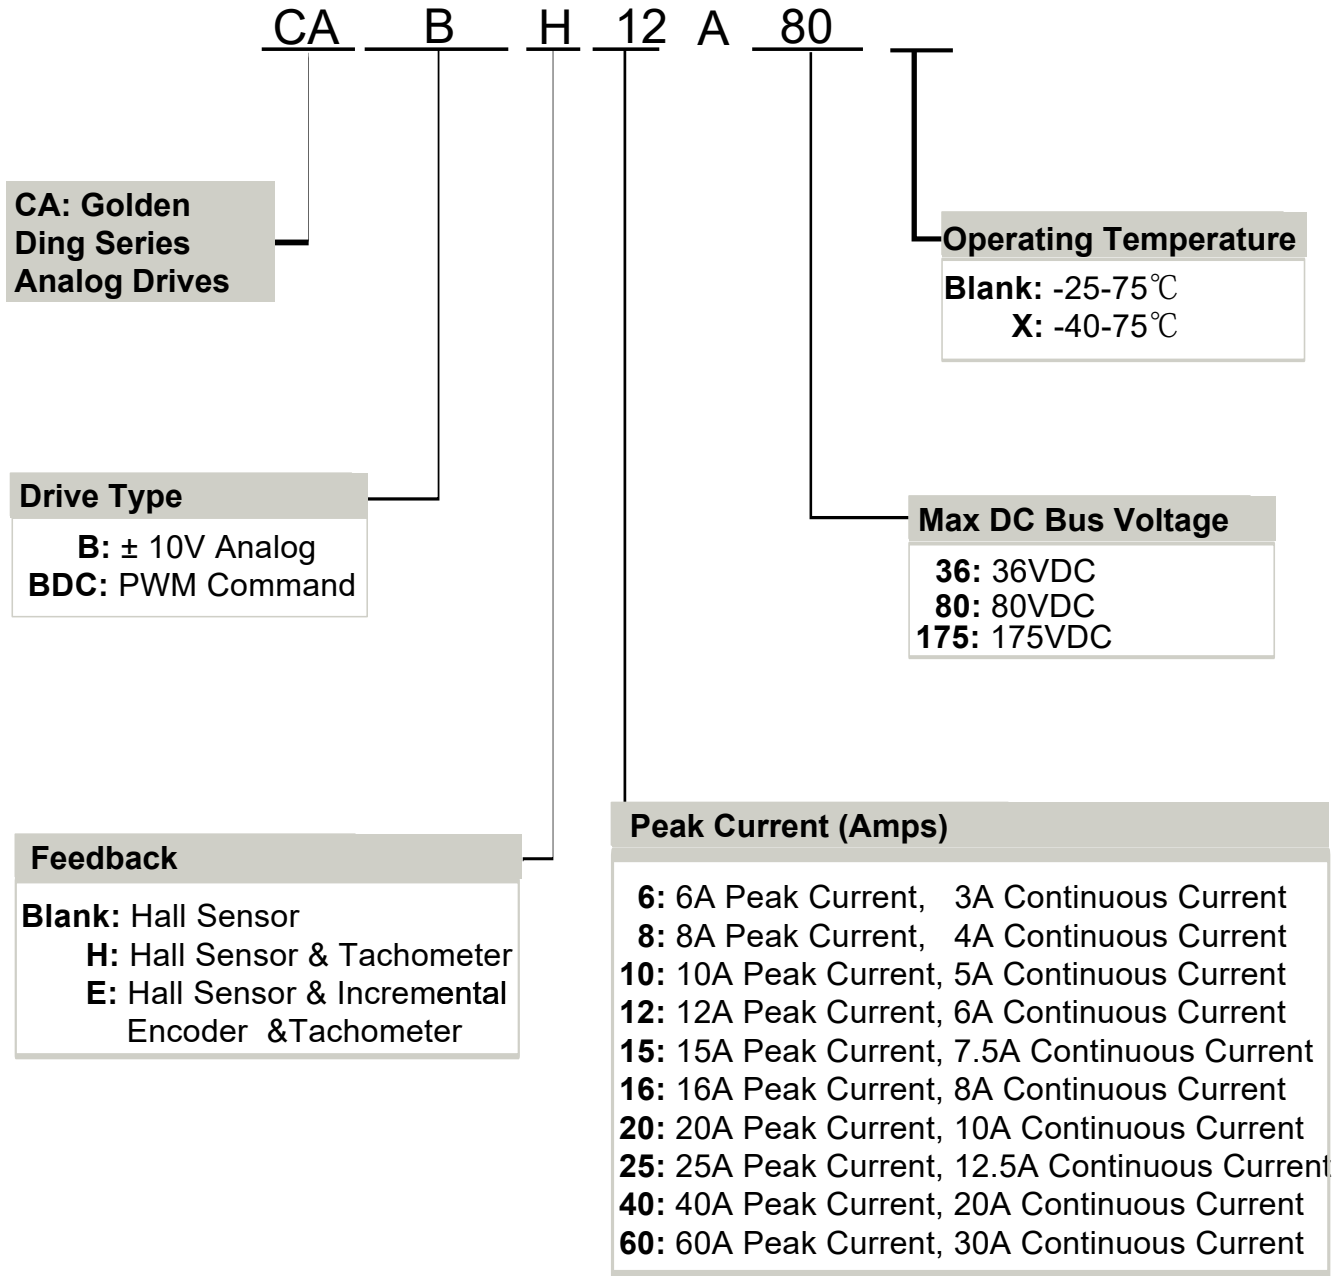 CA B H 12 A 80
CA: Golden
Ding Series
Analog Drives
Operating Temperature
Blank: -25-75℃
X: -40-75℃
Drive Type
B: ± 10V Analog
BDC: PWM Command
Max DC Bus Voltage
36: 36VDC
80: 80VDC
175: 175VDC
Feedback
Blank: Hall Sensor
H: Hall Sensor & Tachometer
E: Hall Sensor & Incremental
Encoder &Tachometer
Peak Current (Amps)
6: 6A Peak Current, 3A Continuous Current
8: 8A Peak Current, 4A Continuous Current
10: 10A Peak Current, 5A Continuous Current
12: 12A Peak Current, 6A Continuous Current
15: 15A Peak Current, 7.5A Continuous Current
16: 16A Peak Current, 8A Continuous Current
20: 20A Peak Current, 10A Continuous Current
25: 25A Peak Current, 12.5A Continuous Current
40: 40A Peak Current, 20A Continuous Current
60: 60A Peak Current, 30A Continuous Current